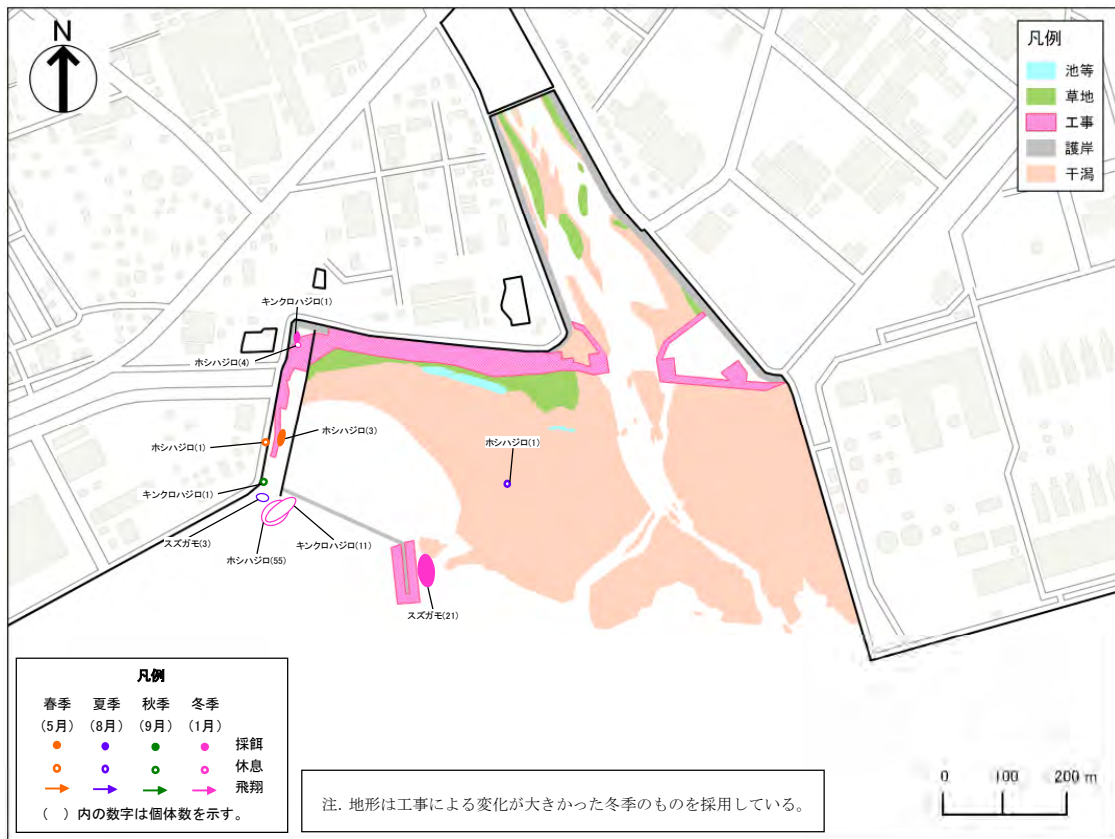 N
凡例
池等
草地
工事
護岸
干潟
キンクロハジロ(1)
ホシハジロ(4)
ホシハジロ(1)
ホシハジロ(3)
ホシハジロ(1)
キンクロハジロ(1)
スズガモ(3)
ホシハジロ(55)
キンクロハジロ(11)
スズガモ(21)
凡例
春季 夏季 秋季 冬季
(5月) (8月) (9月) (1月)
採餌
休息
飛翔
( )内の数字は個体数を示す。
注. 地形は工事による変化が大きかった冬季のものを採用している。
0 100 200 m